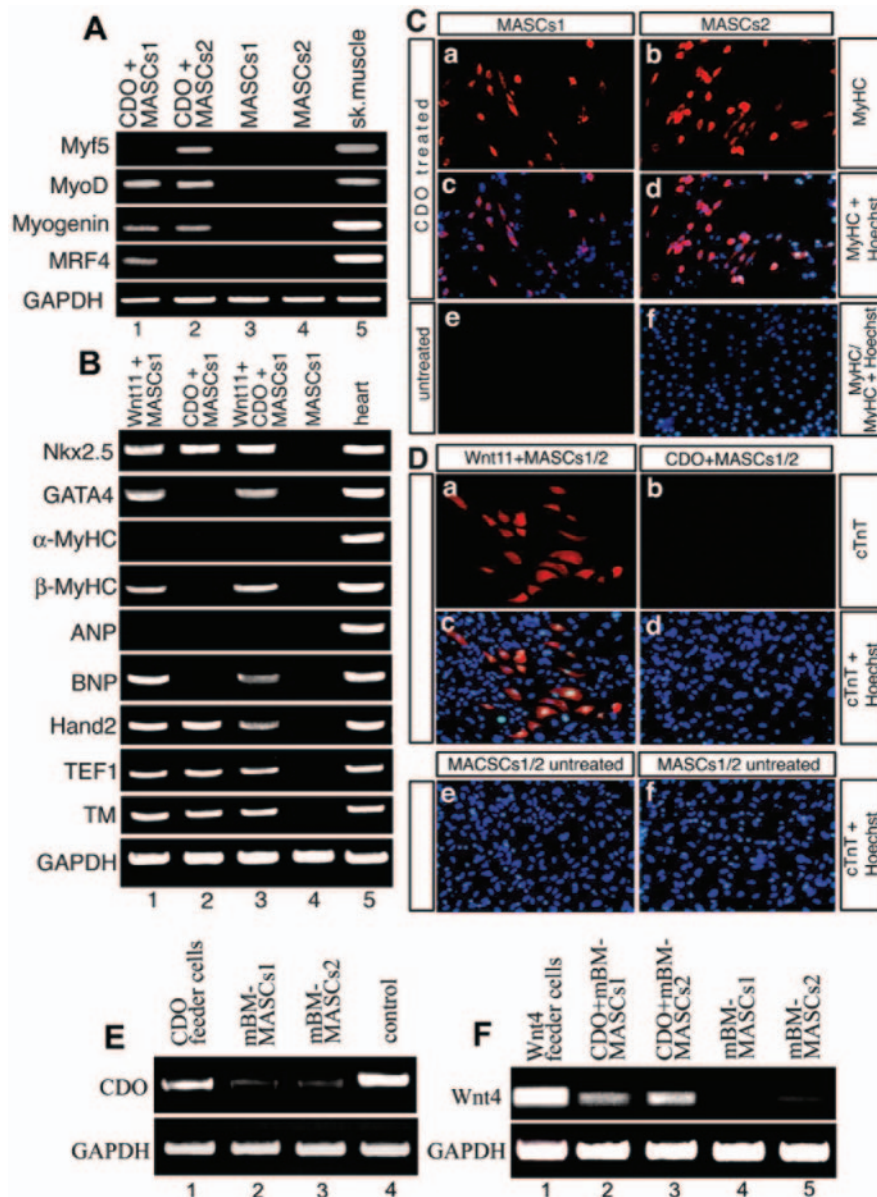 A
CDO + MASCs1
CDO + MASCs2
MASCs1
MASCs2
sk.muscle
Myf5
MyoD
Myogenin
MRF4
GAPDH
1 2 3 4 5
B
Wnt11 + MASCs1
CDO + MASCs1
Wnt11+ CDO + MASCs1
MASCs1
heart
Nkx2.5
GATA4
α-MyHC
β-MyHC
ANP
BNP
Hand2
TEF1
TM
GAPDH
1 2 3 4 5
C
MASCs1 MASCs2
CDO treated
untreated
a b
c d
e f
MyHC
MyHC + Hoechst
MyHC/ MyHC + Hoechst
D
Wnt11+MASCs1/2 CDO+MASCs1/2
a b
c d
cTnT
cTnT + Hoechst
MACSCs1/2 untreated MASCs1/2 untreated
e f
cTnT + Hoechst
E
CDO feeder cells
mBM-MASCs1
mBM-MASCs2
control
CDO
GAPDH
1 2 3 4
F
Wnt4 feeder cells
CDO+mBM-MASCs1
CDO+mBM-MASCs2
mBM-MASCs1
mBM-MASCs2
Wnt4
GAPDH
1 2 3 4 5